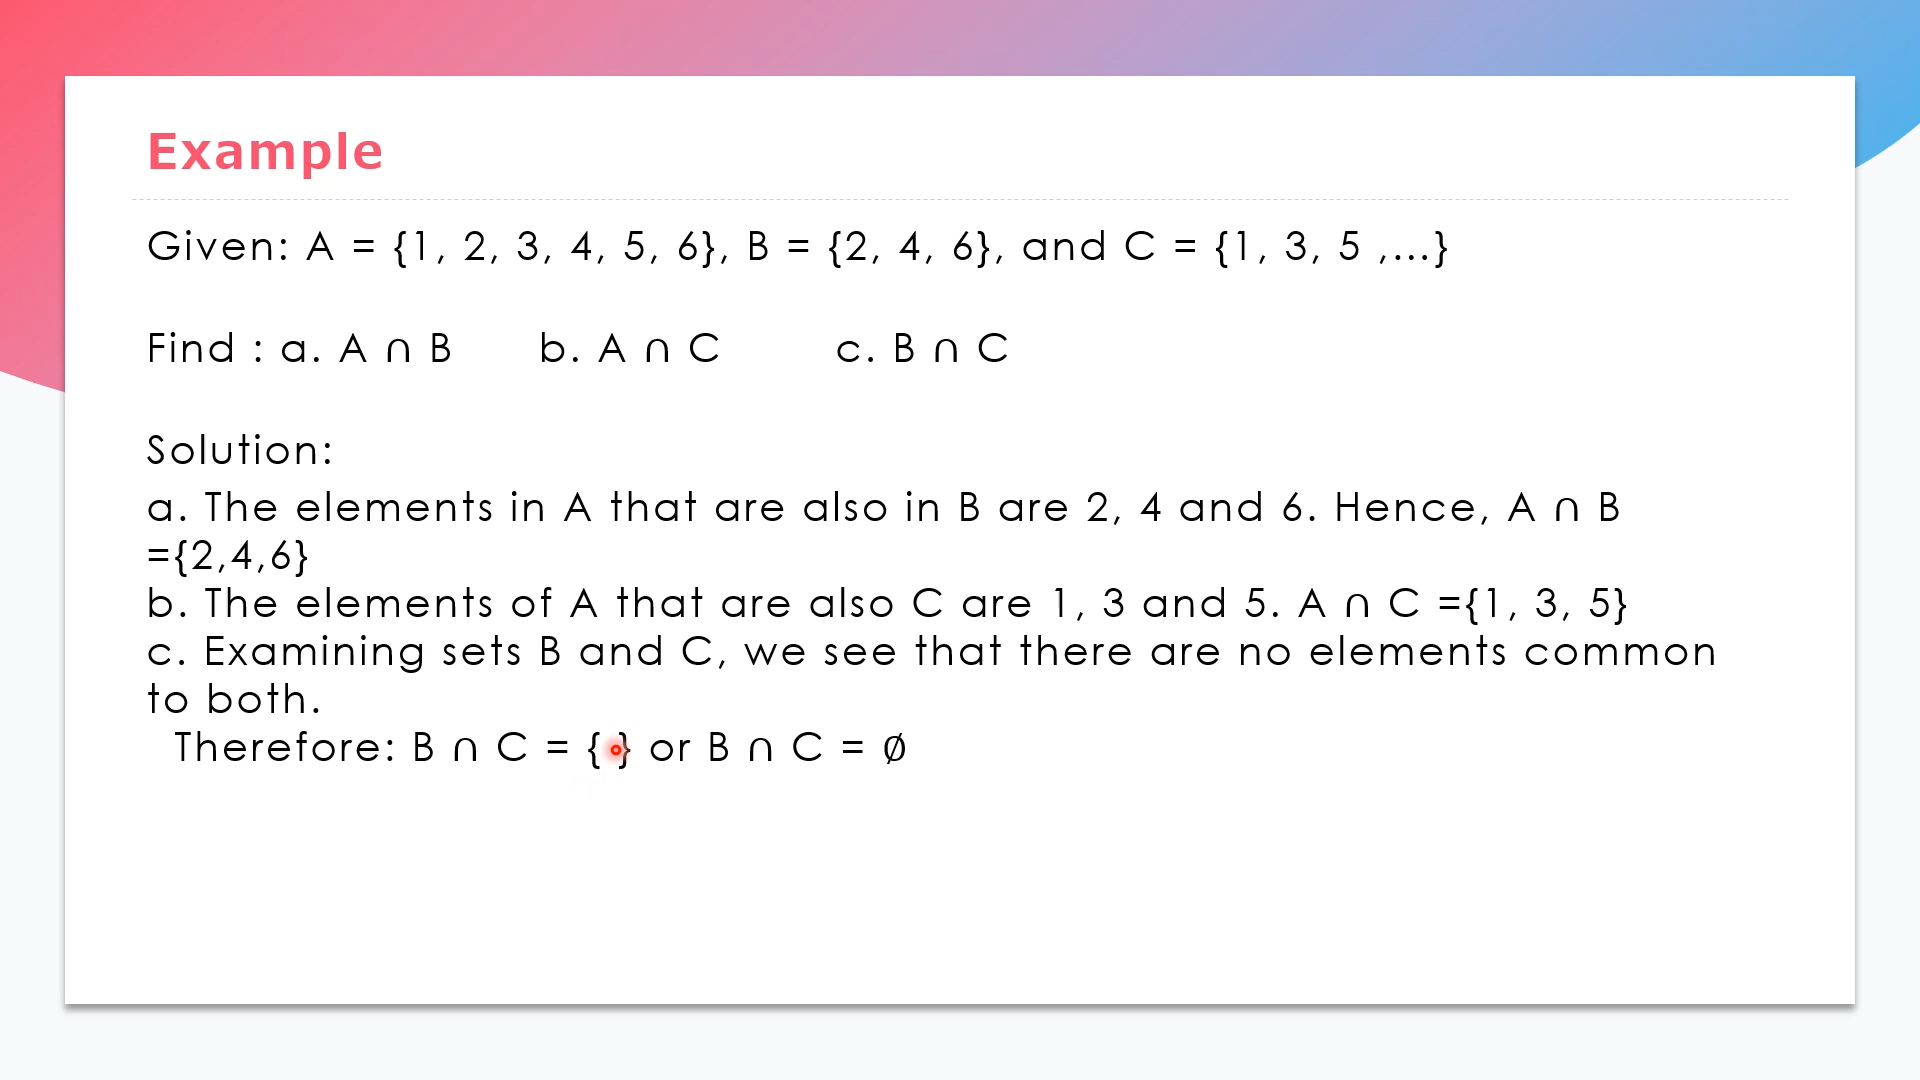 Example
Given: A = {1, 2, 3, 4, 5, 6}, B = {2, 4, 6}, and C = {1, 3, 5 ,...}
Find : a. A ∩ B b. A ∩ C c. B ∩ C
Solution:
a. The elements in A that are also in B are 2, 4 and 6. Hence, A ∩ B
={2,4,6}
b. The elements of A that are also C are 1, 3 and 5. A ∩ C ={1, 3, 5}
c. Examining sets B and C, we see that there are no elements common
to both.
Therefore: B ∩ C = { } or B ∩ C = ∅